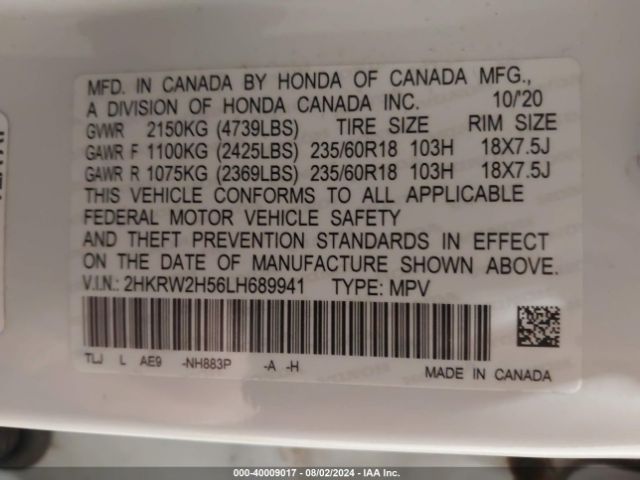 MFD. IN CANADA BY HONDA OF CANADA MFG.,
A DIVISION OF HONDA CANADA INC. 10/'20
GVWR 2150KG (4739LBS) TIRE SIZE RIM SIZE
GAWR F 1100KG (2425LBS) 235/60R18 103H 18X7.5J
GAWR R 1075KG (2369LBS) 235/60R18 103H 18X7.5J
THIS VEHICLE CONFORMS TO ALL APPLICABLE
FEDERAL MOTOR VEHICLE SAFETY
AND THEFT PREVENTION STANDARDS IN EFFECT
ON THE DATE OF MANUFACTURE SHOWN ABOVE.
V.I.N.: 2HKRW2H56LH689941 TYPE: MPV
TLJ L AE9 -NH883P -A -H
MADE IN CANADA
000-40009017 - 08/02/2024 - IAA Inc.